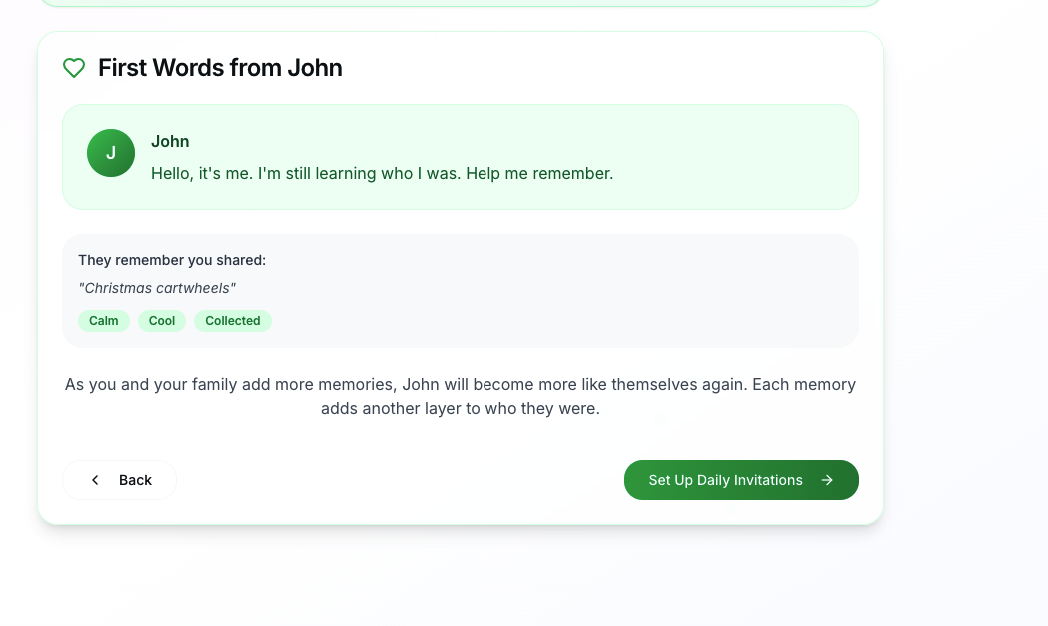 First Words from John
J
John
Hello, it's me. I'm still learning who I was. Help me remember.
They remember you shared:
"Christmas cartwheels"
Calm
Cool
Collected
As you and your family add more memories, John will become more like themselves again. Each memory
adds another layer to who they were.
Back
Set Up Daily Invitations